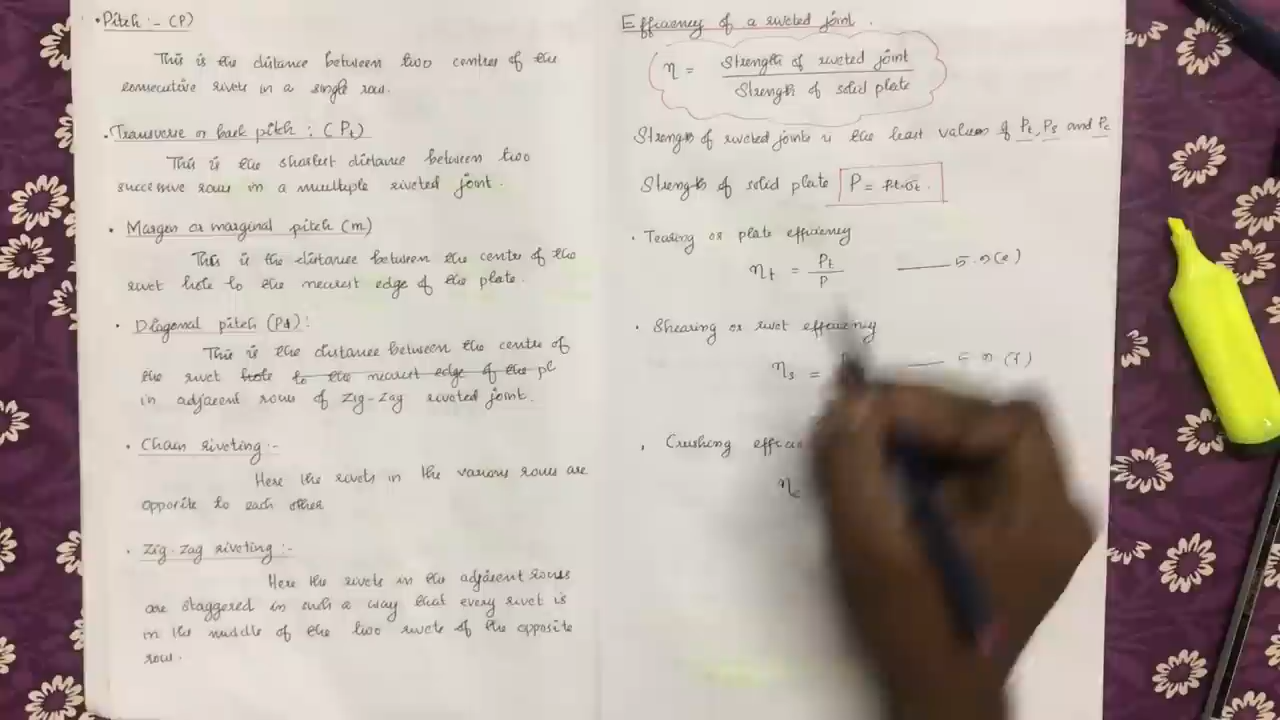 • Pitch :- (P)
This is the distance between two centres of the
consecutive rivets in a single row.
• Transverse or back pitch : (Pt)
This is the shortest distance between two
successive rows in a multiple riveted joint.
• Margen or marginal pitch (m)
This is the distance between the centre of the
rivet hole to the nearest edge of the plate.
• Diagonal pitch (Pd) :
This is the distance between the centre of
the rivet hole to the nearest edge of the pl
in adjacent rows of Zig-Zag riveted joint.
• Chain riveting :-
Here the rivets in the various rows are
opposite to each other
• Zig-Zag riveting :-
Here the rivets in the adjacent rows
are staggered in such a way that every rivet is
in the middle of the two rivets of the opposite
row.
Efficiency of a riveted joint.
η = Strength of riveted joint
Strength of solid plate
Strength of riveted joints is the least values of Pt, Ps and Pc
Strength of solid plate P = pt.σt.
• Tearing or plate efficiency
ηt = Pt/P —— 5.2(e)
• Shearing or rivet efficiency
ηs = —— (f)
• Crushing
ηc